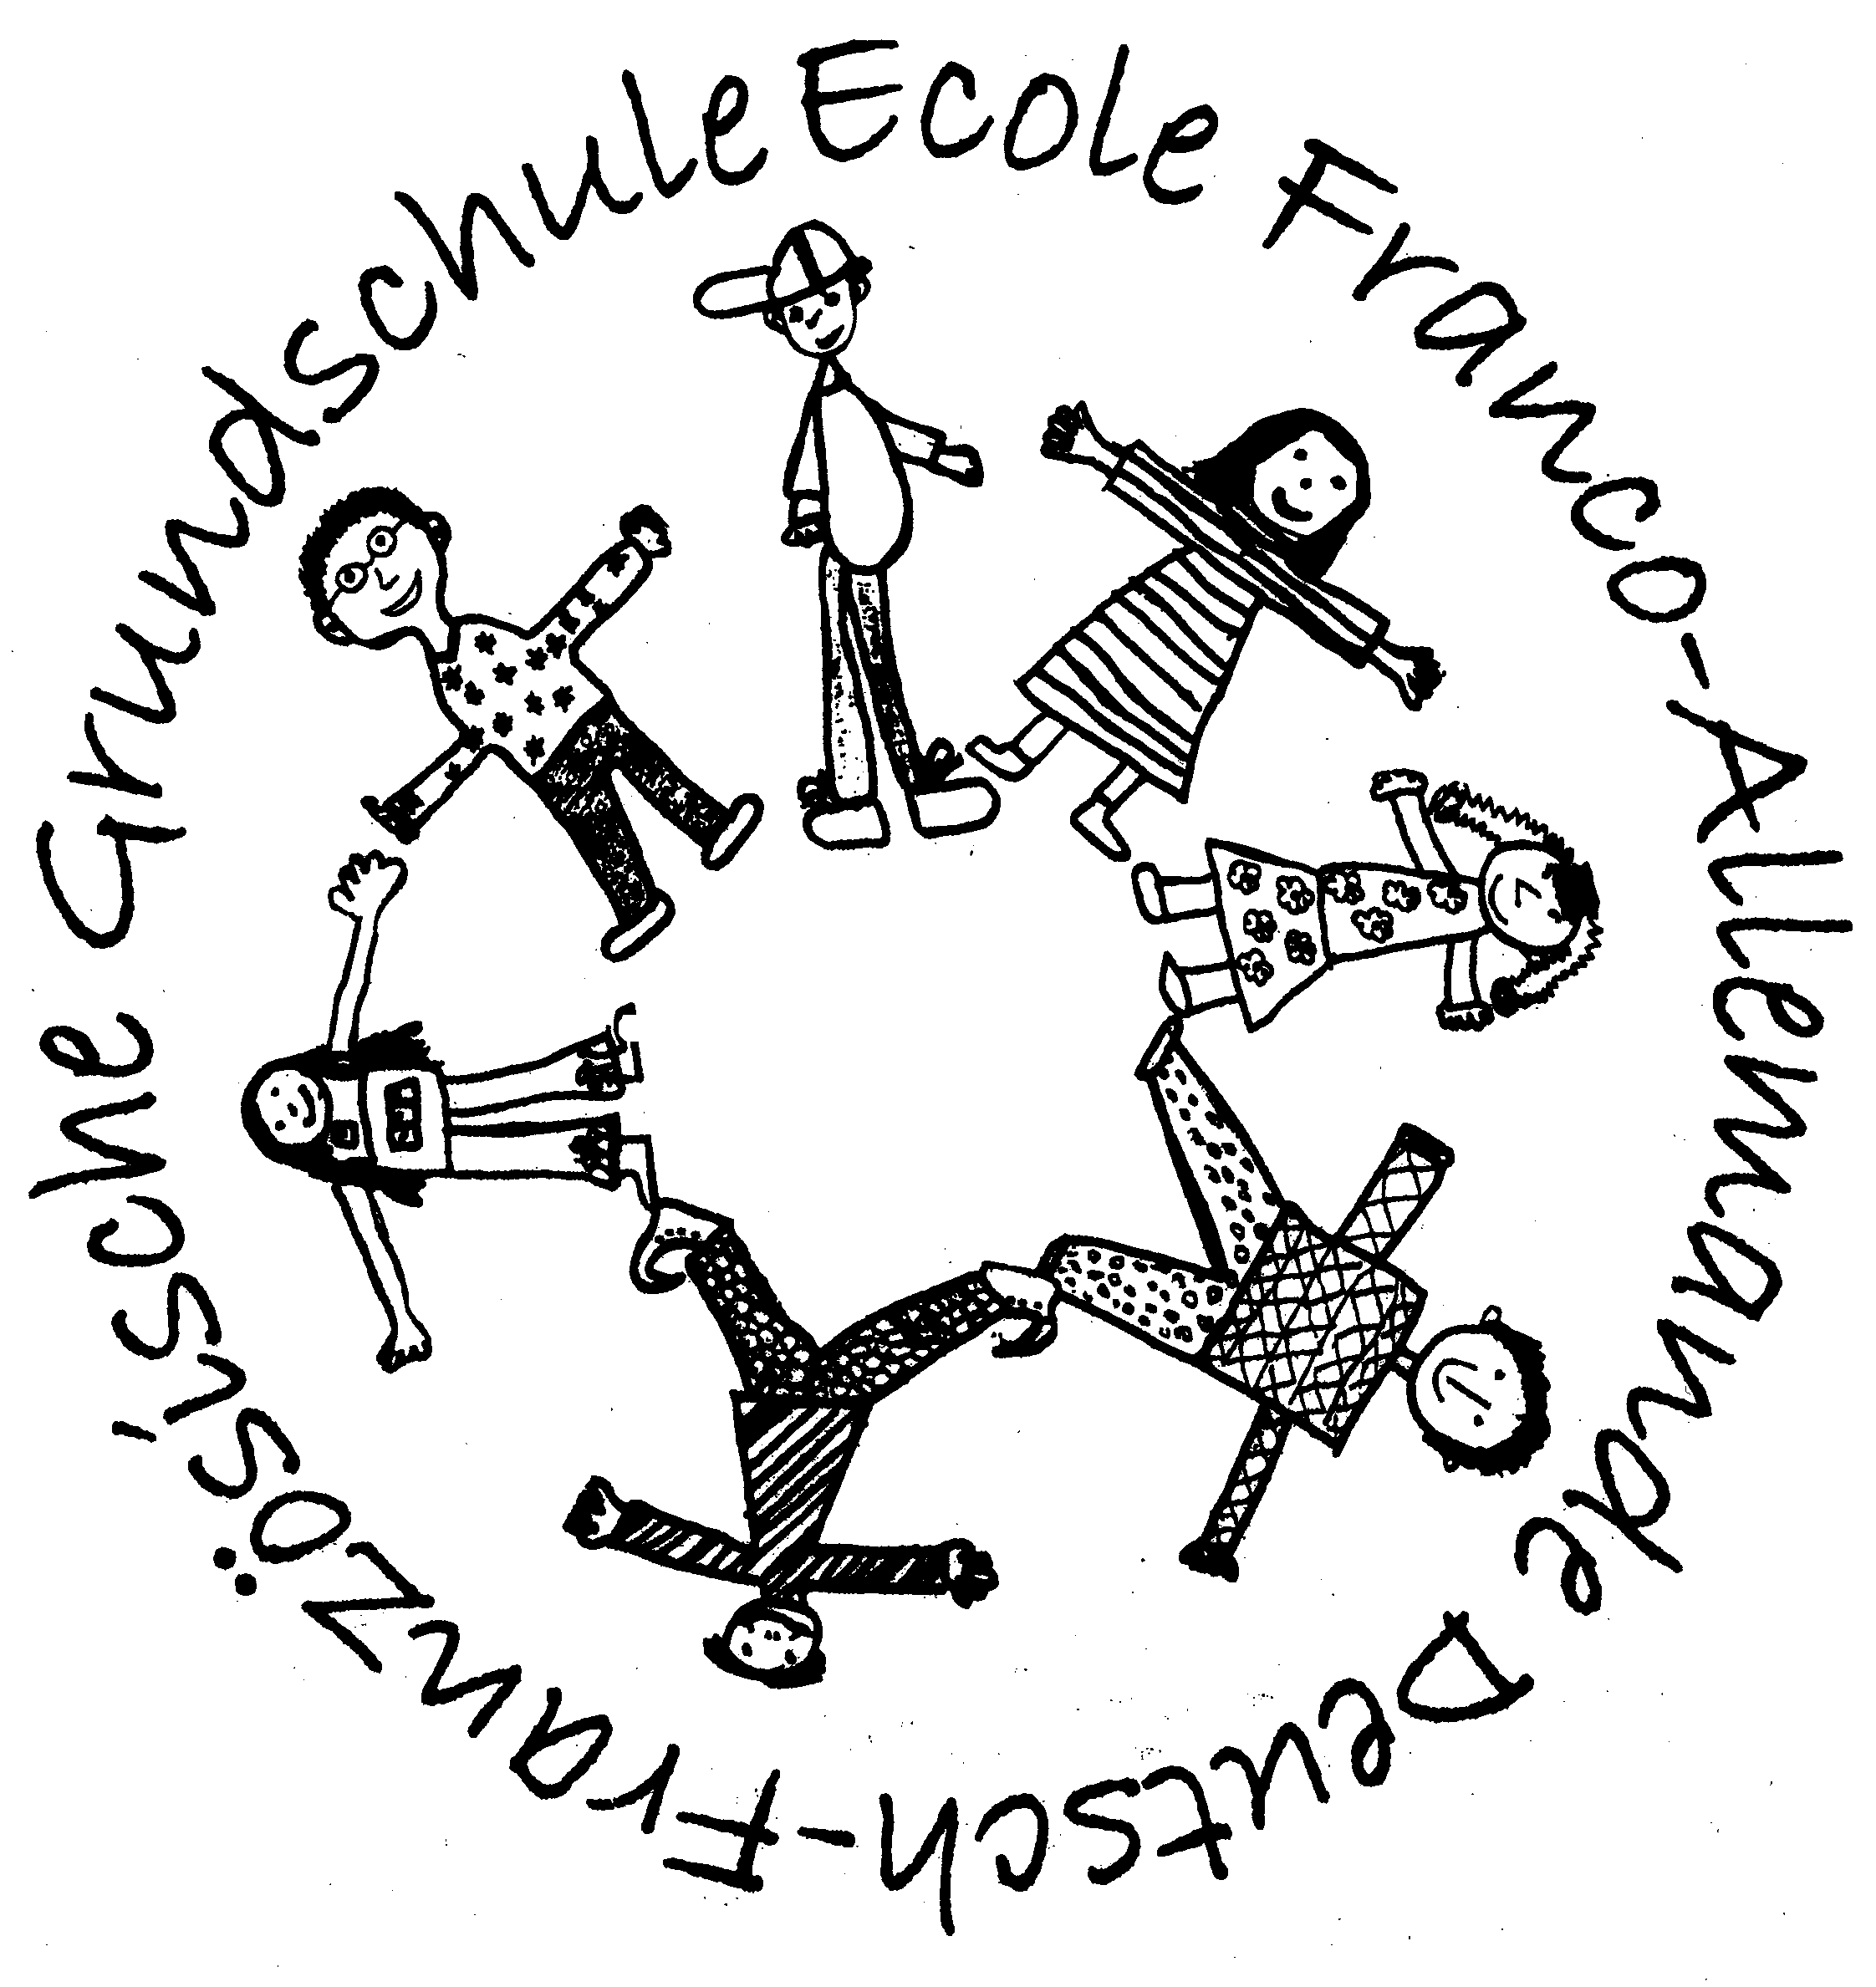 Ecole Franco-Allemande
Deutsch-Französische Grundschule